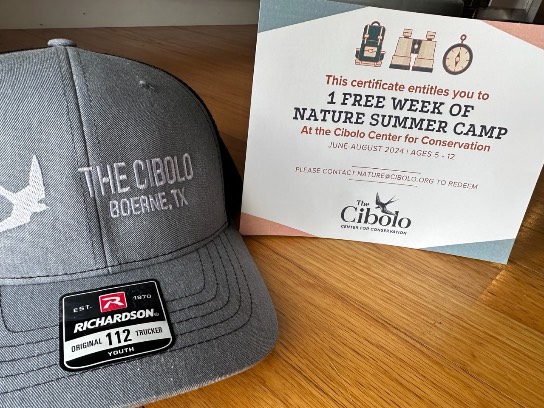 THE CIBOLO
BOERNE, TX
EST. 1970
R
RICHARDSON®
ORIGINAL 112 TRUCKER
YOUTH
This certificate entitles you to
1 FREE WEEK OF
NATURE SUMMER CAMP
At the Cibolo Center for Conservation
JUNE-AUGUST 2024 | AGES 5 - 12
PLEASE CONTACT NATURE@CIBOLO.ORG TO REDEEM
The
Cibolo
CENTER FOR CONSERVATION